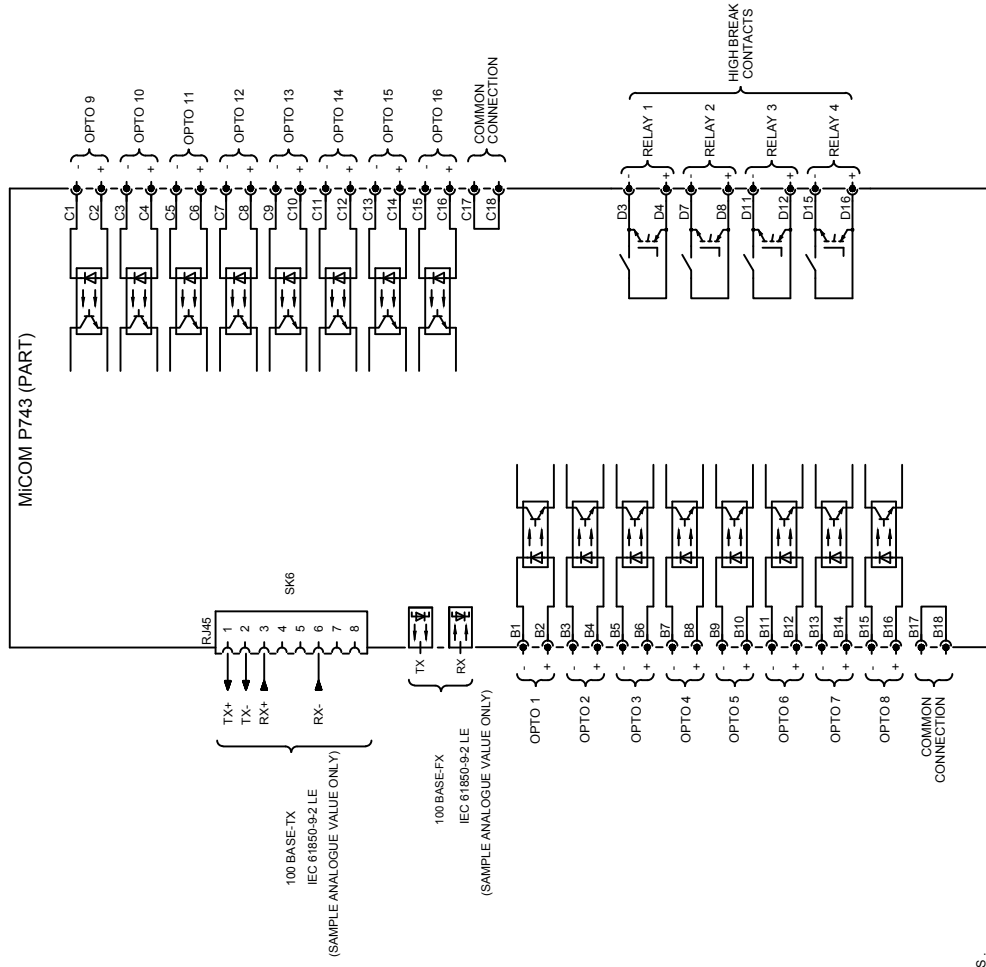 MiCOM P743 (PART)
RJ45
SK6
1
2
3
4
5
6
7
8
TX+
TX-
RX+
RX-
100 BASE-TX
IEC 61850-9-2 LE
(SAMPLE ANALOGUE VALUE ONLY)
TX
RX
100 BASE-FX
IEC 61850-9-2 LE
(SAMPLE ANALOGUE VALUE ONLY)
OPTO 1
-
+
B1
B2
OPTO 2
-
+
B3
B4
OPTO 3
-
+
B5
B6
OPTO 4
-
+
B7
B8
OPTO 5
-
+
B9
B10
OPTO 6
-
+
B11
B12
OPTO 7
-
+
B13
B14
OPTO 8
-
+
B15
B16
COMMON
CONNECTION
B17
B18
C1
C2
-
+
OPTO 9
C3
C4
-
+
OPTO 10
C5
C6
-
+
OPTO 11
C7
C8
-
+
OPTO 12
C9
C10
-
+
OPTO 13
C11
C12
-
+
OPTO 14
C13
C14
-
+
OPTO 15
C15
C16
-
+
OPTO 16
C17
C18
COMMON
CONNECTION
D3
D4
-
+
RELAY 1
D7
D8
-
+
RELAY 2
D11
D12
-
+
RELAY 3
D15
D16
-
+
RELAY 4
HIGH BREAK
CONTACTS
S.